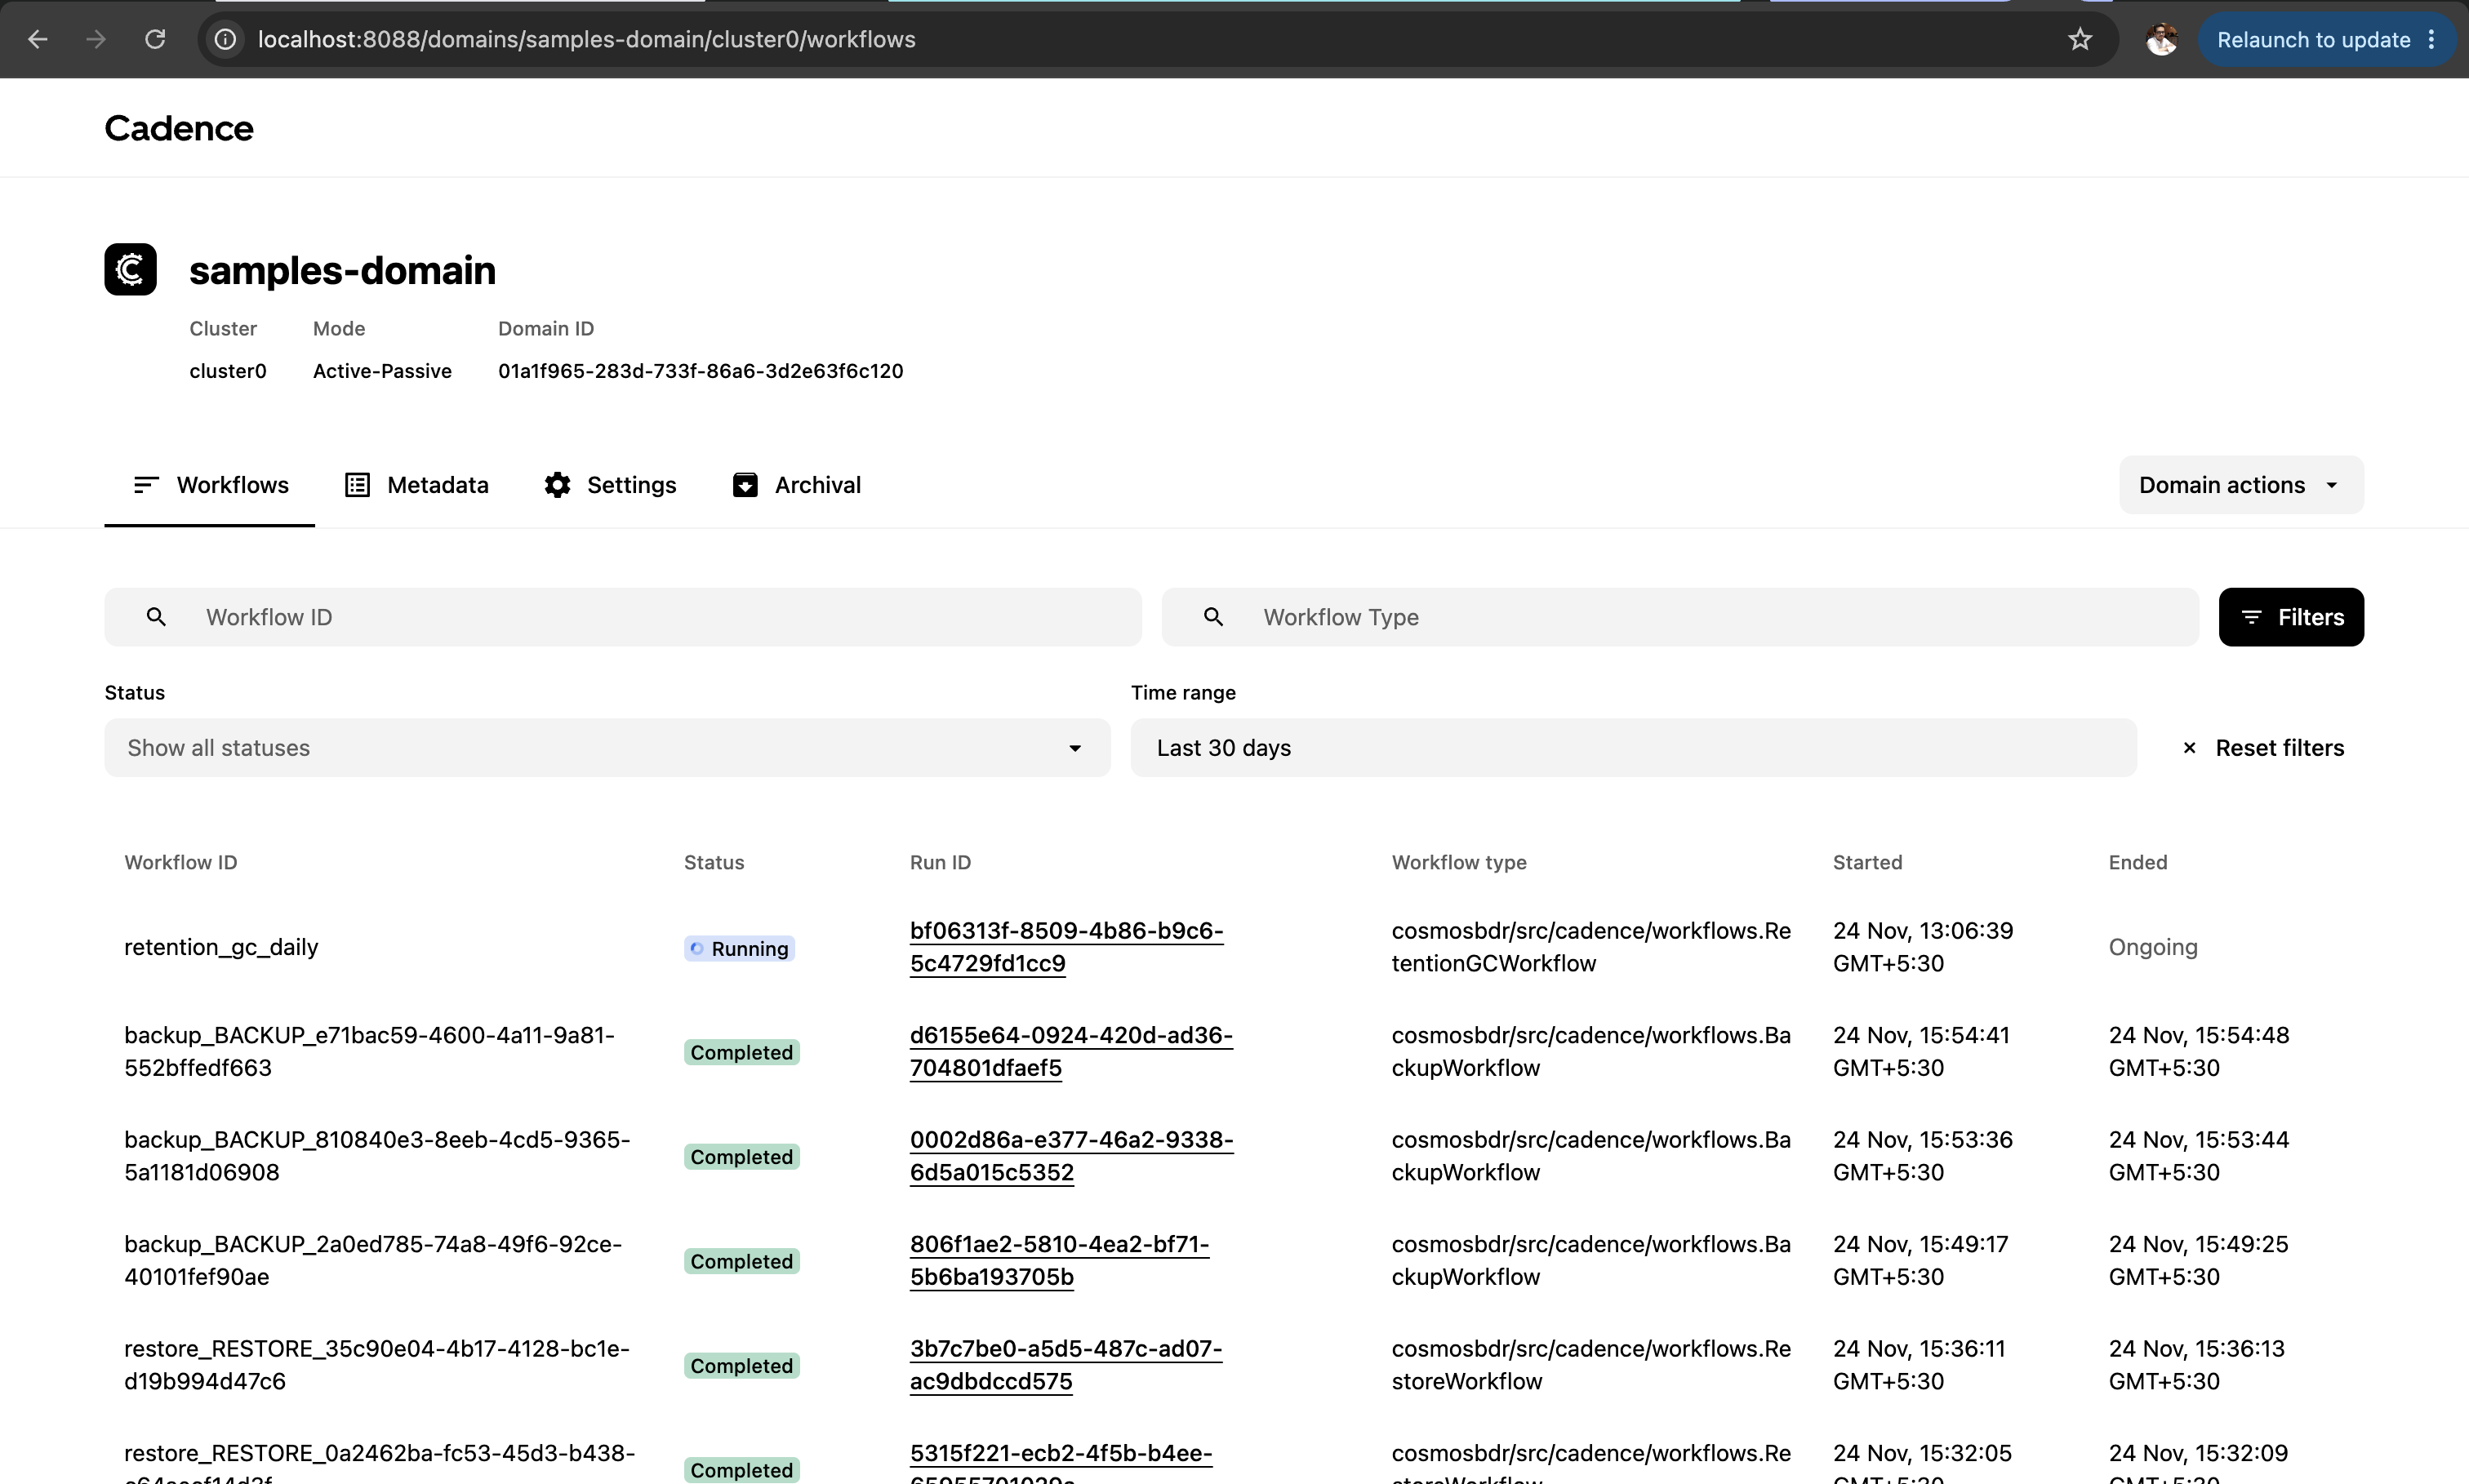 localhost:8088/domains/samples-domain/cluster0/workflows
Relaunch to update
Cadence
samples-domain
Cluster Mode Domain ID
cluster0 Active-Passive 01a1f965-283d-733f-86a6-3d2e63f6c120
Workflows Metadata Settings Archival Domain actions
Workflow ID Workflow Type Filters
Status Time range
Show all statuses Last 30 days Reset filters
Workflow ID Status Run ID Workflow type Started Ended
retention_gc_daily Running bf06313f-8509-4b86-b9c6- cosmosbdr/src/cadence/workflows.Re 24 Nov, 13:06:39 Ongoing
5c4729fd1cc9 tentionGCWorkflow GMT+5:30
backup_BACKUP_e71bac59-4600-4a11-9a81- Completed d6155e64-0924-420d-ad36- cosmosbdr/src/cadence/workflows.Ba 24 Nov, 15:54:41 24 Nov, 15:54:48
552bffedf663 704801dfaef5 ckupWorkflow GMT+5:30 GMT+5:30
backup_BACKUP_810840e3-8eeb-4cd5-9365- Completed 0002d86a-e377-46a2-9338- cosmosbdr/src/cadence/workflows.Ba 24 Nov, 15:53:36 24 Nov, 15:53:44
5a1181d06908 6d5a015c5352 ckupWorkflow GMT+5:30 GMT+5:30
backup_BACKUP_2a0ed785-74a8-49f6-92ce- Completed 806f1ae2-5810-4ea2-bf71- cosmosbdr/src/cadence/workflows.Ba 24 Nov, 15:49:17 24 Nov, 15:49:25
40101fef90ae 5b6ba193705b ckupWorkflow GMT+5:30 GMT+5:30
restore_RESTORE_35c90e04-4b17-4128-bc1e- Completed 3b7c7be0-a5d5-487c-ad07- cosmosbdr/src/cadence/workflows.Re 24 Nov, 15:36:11 24 Nov, 15:36:13
d19b994d47c6 ac9dbdccd575 storeWorkflow GMT+5:30 GMT+5:30
restore_RESTORE_0a2462ba-fc53-45d3-b438- Completed 5315f221-ecb2-4f5b-b4ee- cosmosbdr/src/cadence/workflows.Re 24 Nov, 15:32:05 24 Nov, 15:32:09